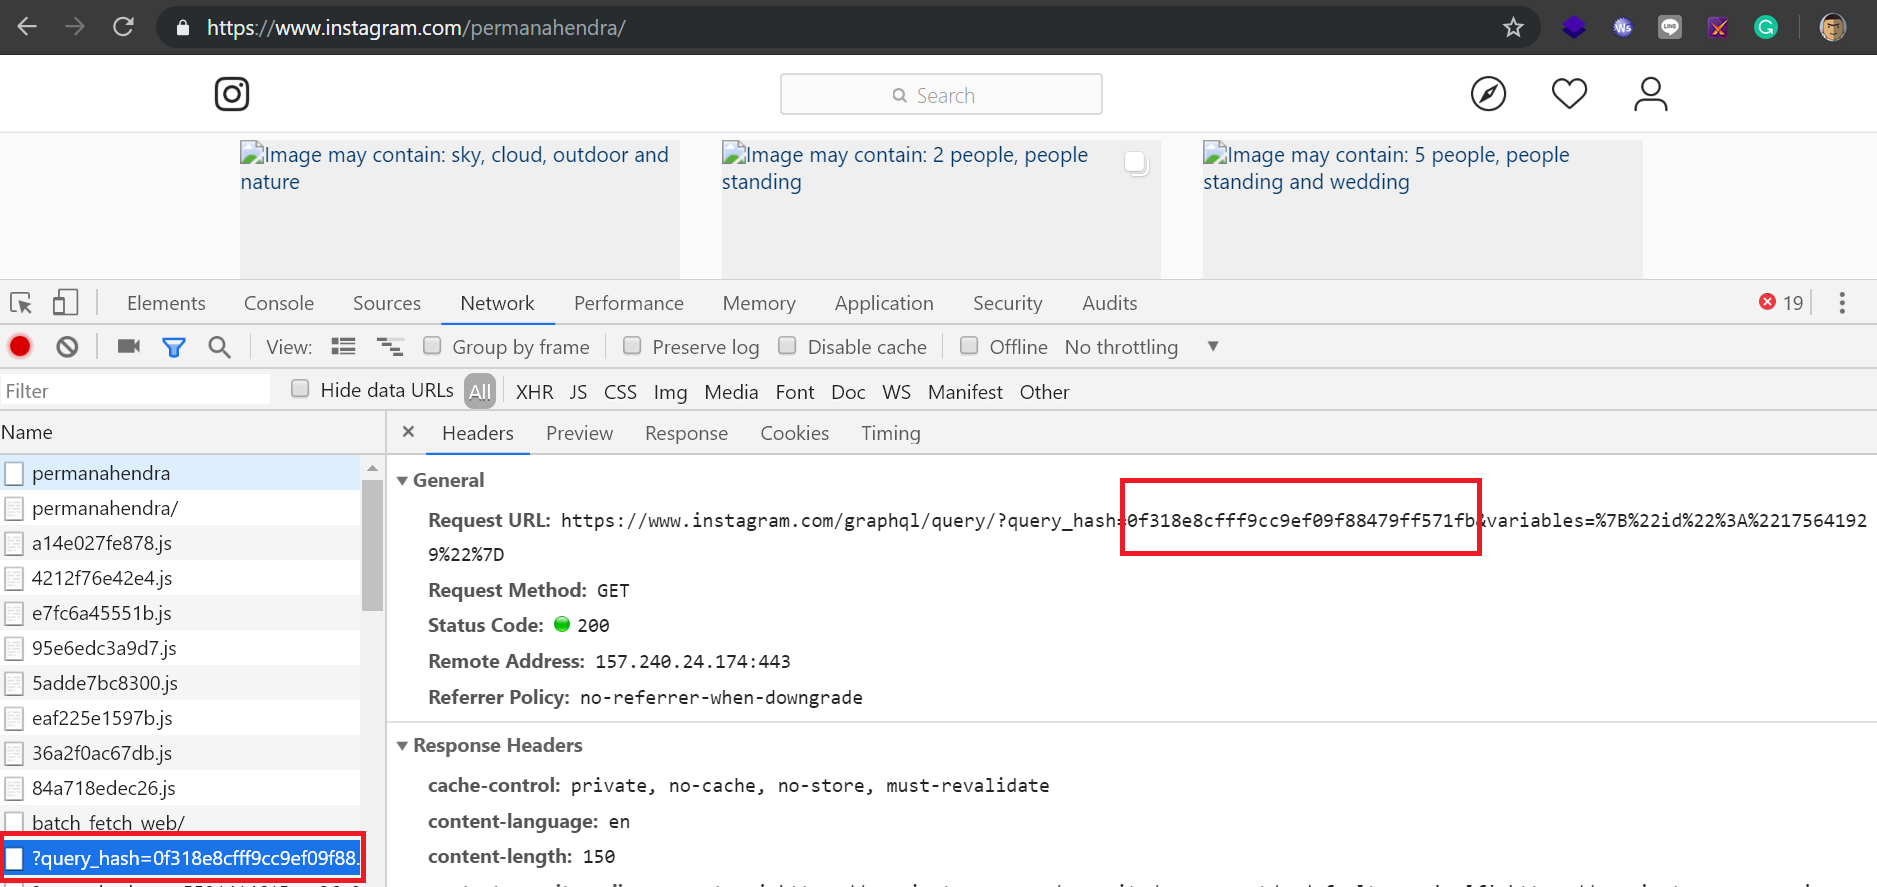 https://www.instagram.com/permanahendra/
Search
Image may contain: sky, cloud, outdoor and
nature
Image may contain: 2 people, people
standing
Image may contain: 5 people, people
standing and wedding
Elements Console Sources Network Performance Memory Application Security Audits 19
View: Group by frame Preserve log Disable cache Offline No throttling
Filter Hide data URLs All XHR JS CSS Img Media Font Doc WS Manifest Other
Name
permanahendra
permanahendra/
a14e027fe878.js
4212f76e42e4.js
e7fc6a45551b.js
95e6edc3a9d7.js
5adde7bc8300.js
eaf225e1597b.js
36a2f0ac67db.js
84a718edec26.js
batch_fetch_web/
?query_hash=0f318e8cfff9cc9ef09f88.
Headers Preview Response Cookies Timing
General
Request URL: https://www.instagram.com/graphql/query/?query_hash=0f318e8cfff9cc9ef09f88479ff571fb&variables=%7B%22id%22%3A%2217564192
9%22%7D
Request Method: GET
Status Code: 200
Remote Address: 157.240.24.174:443
Referrer Policy: no-referrer-when-downgrade
Response Headers
cache-control: private, no-cache, no-store, must-revalidate
content-language: en
content-length: 150